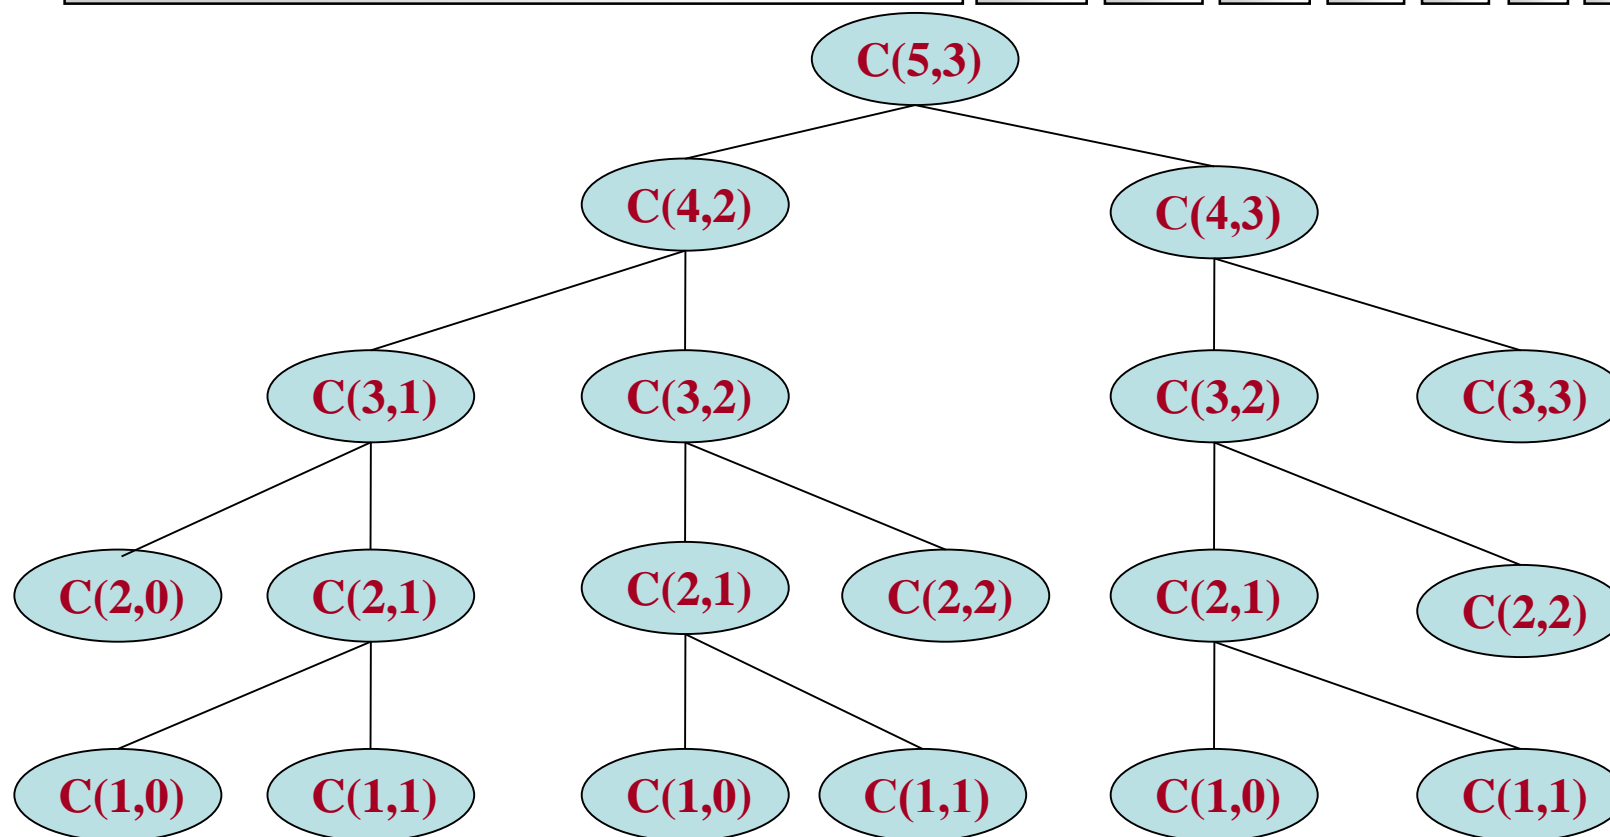 C(5,3)
C(4,2) C(4,3)
C(3,1) C(3,2) C(3,2) C(3,3)
C(2,0) C(2,1) C(2,1) C(2,2) C(2,1) C(2,2)
C(1,0) C(1,1) C(1,0) C(1,1) C(1,0) C(1,1)